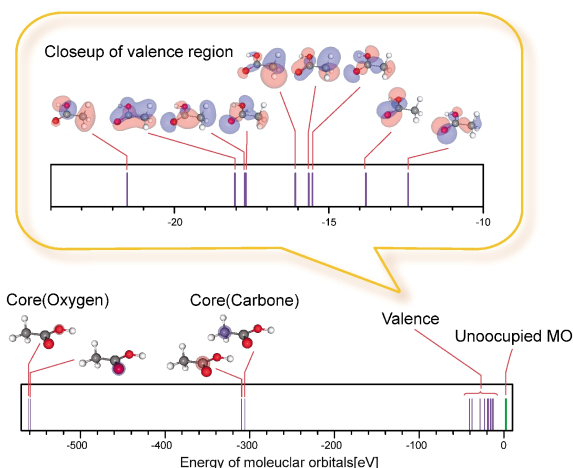 Closeup of valence region
-20
-15
-10
Core(Oxygen)
Core(Carbone)
Valence
Unoocupied MO
-500
-400
-300
-200
-100
0
Energy of moleuclar orbitals[eV]